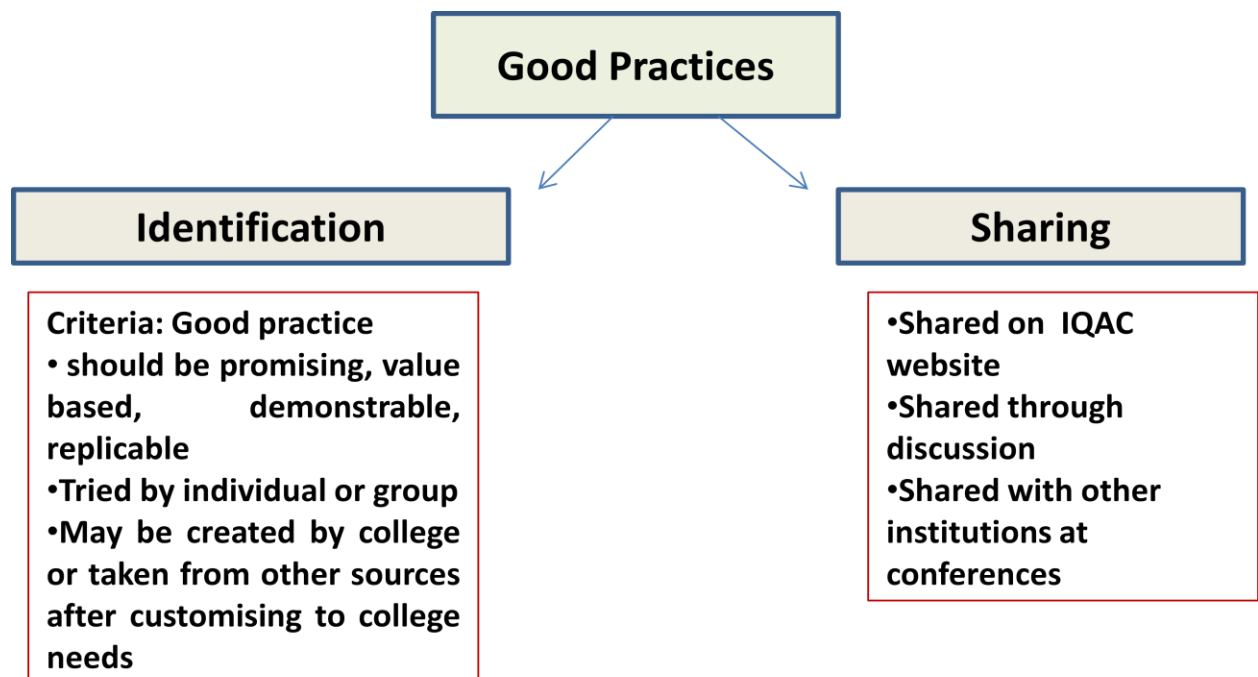 Good Practices
Identification
Criteria: Good practice
• should be promising, value
based, demonstrable,
replicable
•Tried by individual or group
•May be created by college
or taken from other sources
after customising to college
needs
Sharing
•Shared on IQAC
website
•Shared through
discussion
•Shared with other
institutions at
conferences